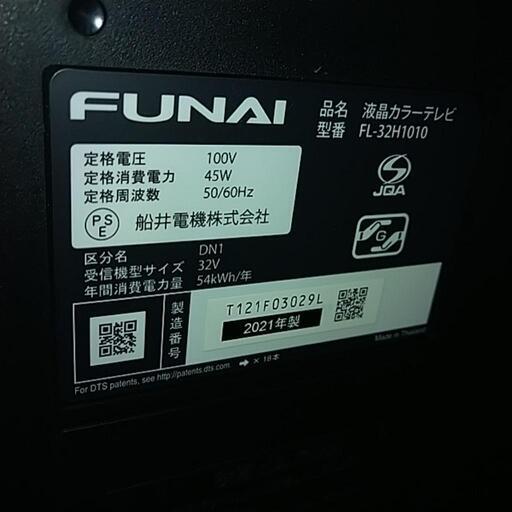 FUNAI
品名 液晶カラーテレビ
型番 FL-32H1010
定格電圧 100V
定格消費電力 45W
定格周波数 50/60Hz
PSE 船井電機株式会社
JQA
G
区分名 DN1
受信機型サイズ 32V
年間消費電力量 54kWh/年
製造番号
T121F03029L
2021年製
For DTS patents, see http://patents.dts.com.
➔ × 18本
Made in Thailand